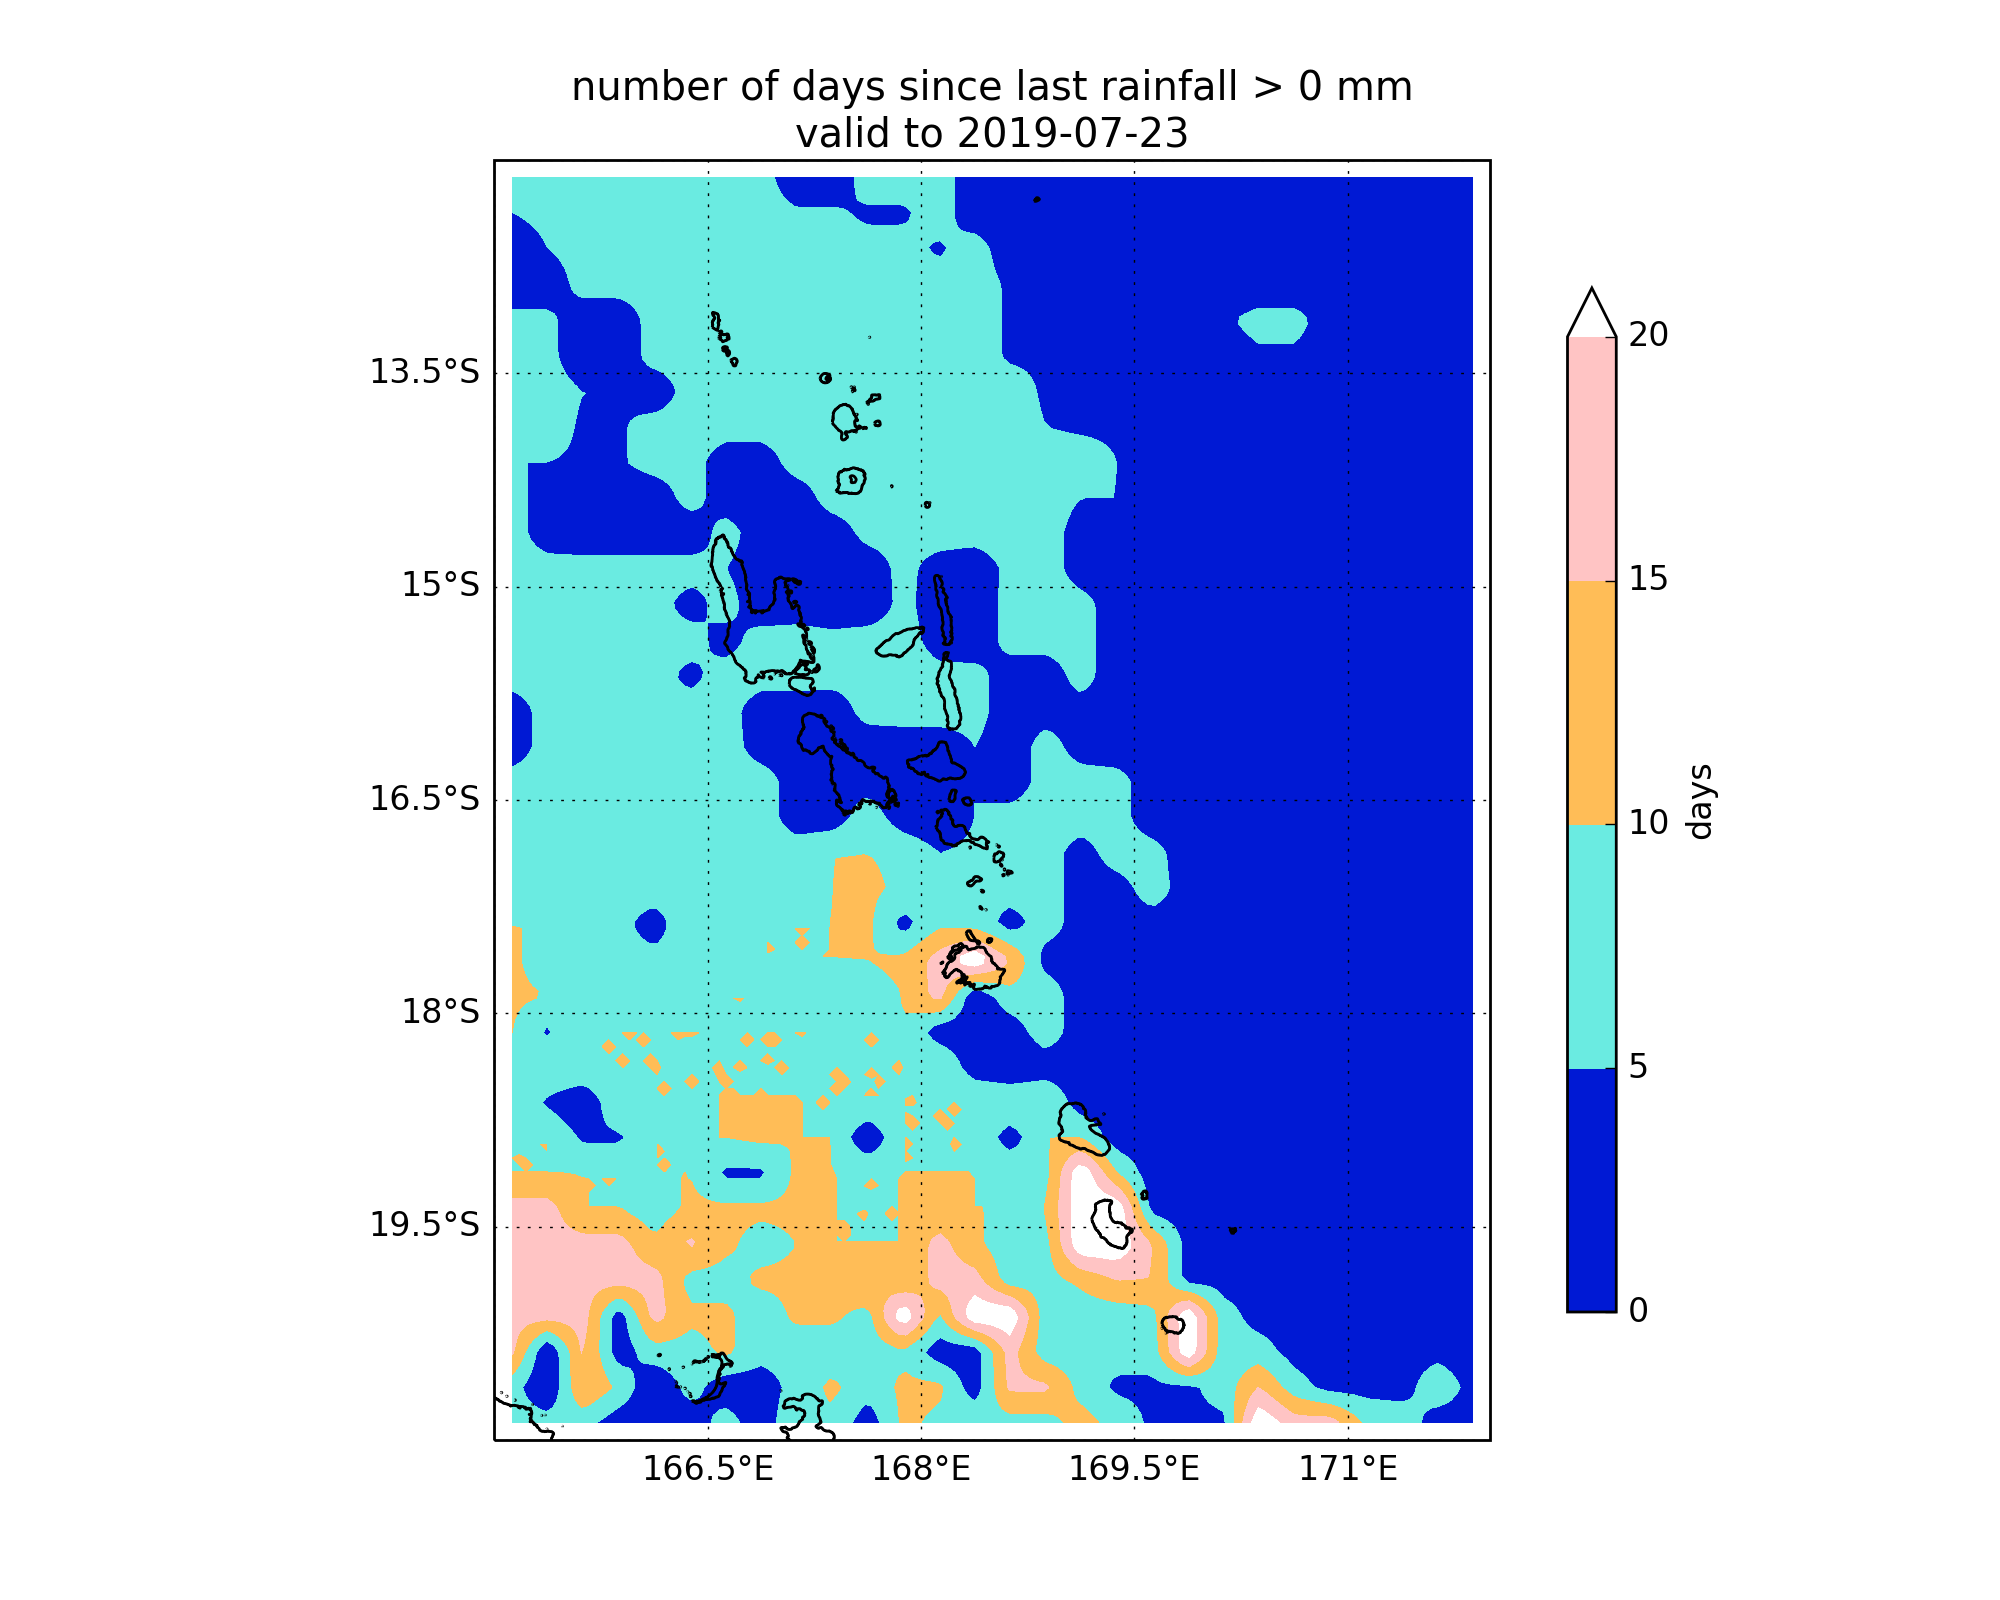 number of days since last rainfall > 0 mm
valid to 2019-07-23
13.5°S
15°S
16.5°S
18°S
19.5°S
166.5°E
168°E
169.5°E
171°E
20
15
10
5
0
days